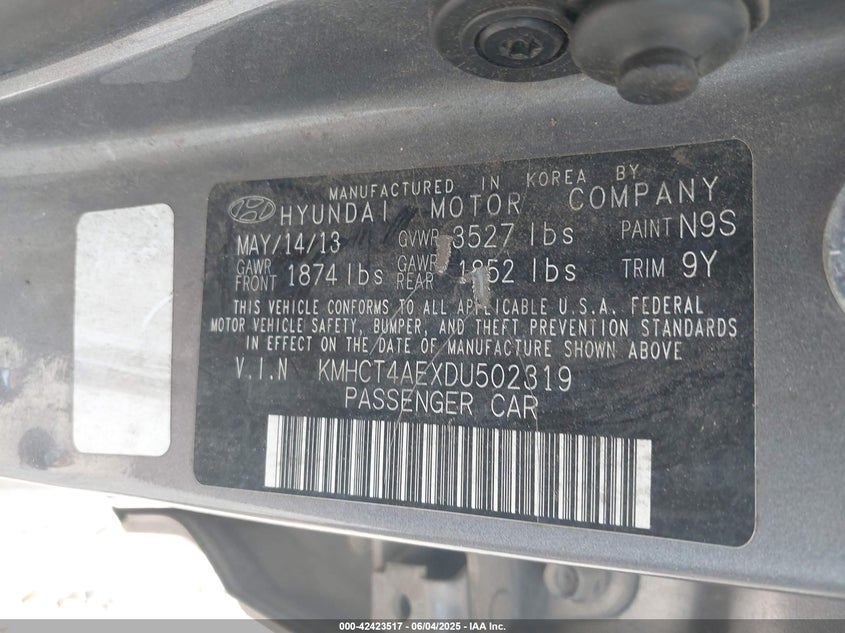 MANUFACTURED IN KOREA BY
HYUNDAI MOTOR COMPANY
MAY/14/13 GVWR 3527 lbs PAINT N9S
GAWR FRONT 1874 lbs GAWR REAR 1852 lbs TRIM 9Y
THIS VEHICLE CONFORMS TO ALL APPLICABLE U.S.A. FEDERAL
MOTOR VEHICLE SAFETY, BUMPER, AND THEFT PREVENTION STANDARDS
IN EFFECT ON THE DATE OF MANUFACTURE SHOWN ABOVE
V.I.N KMHCT4AEXDU502319
PASSENGER CAR
000-42423517 - 06/04/2025 - IAA Inc.